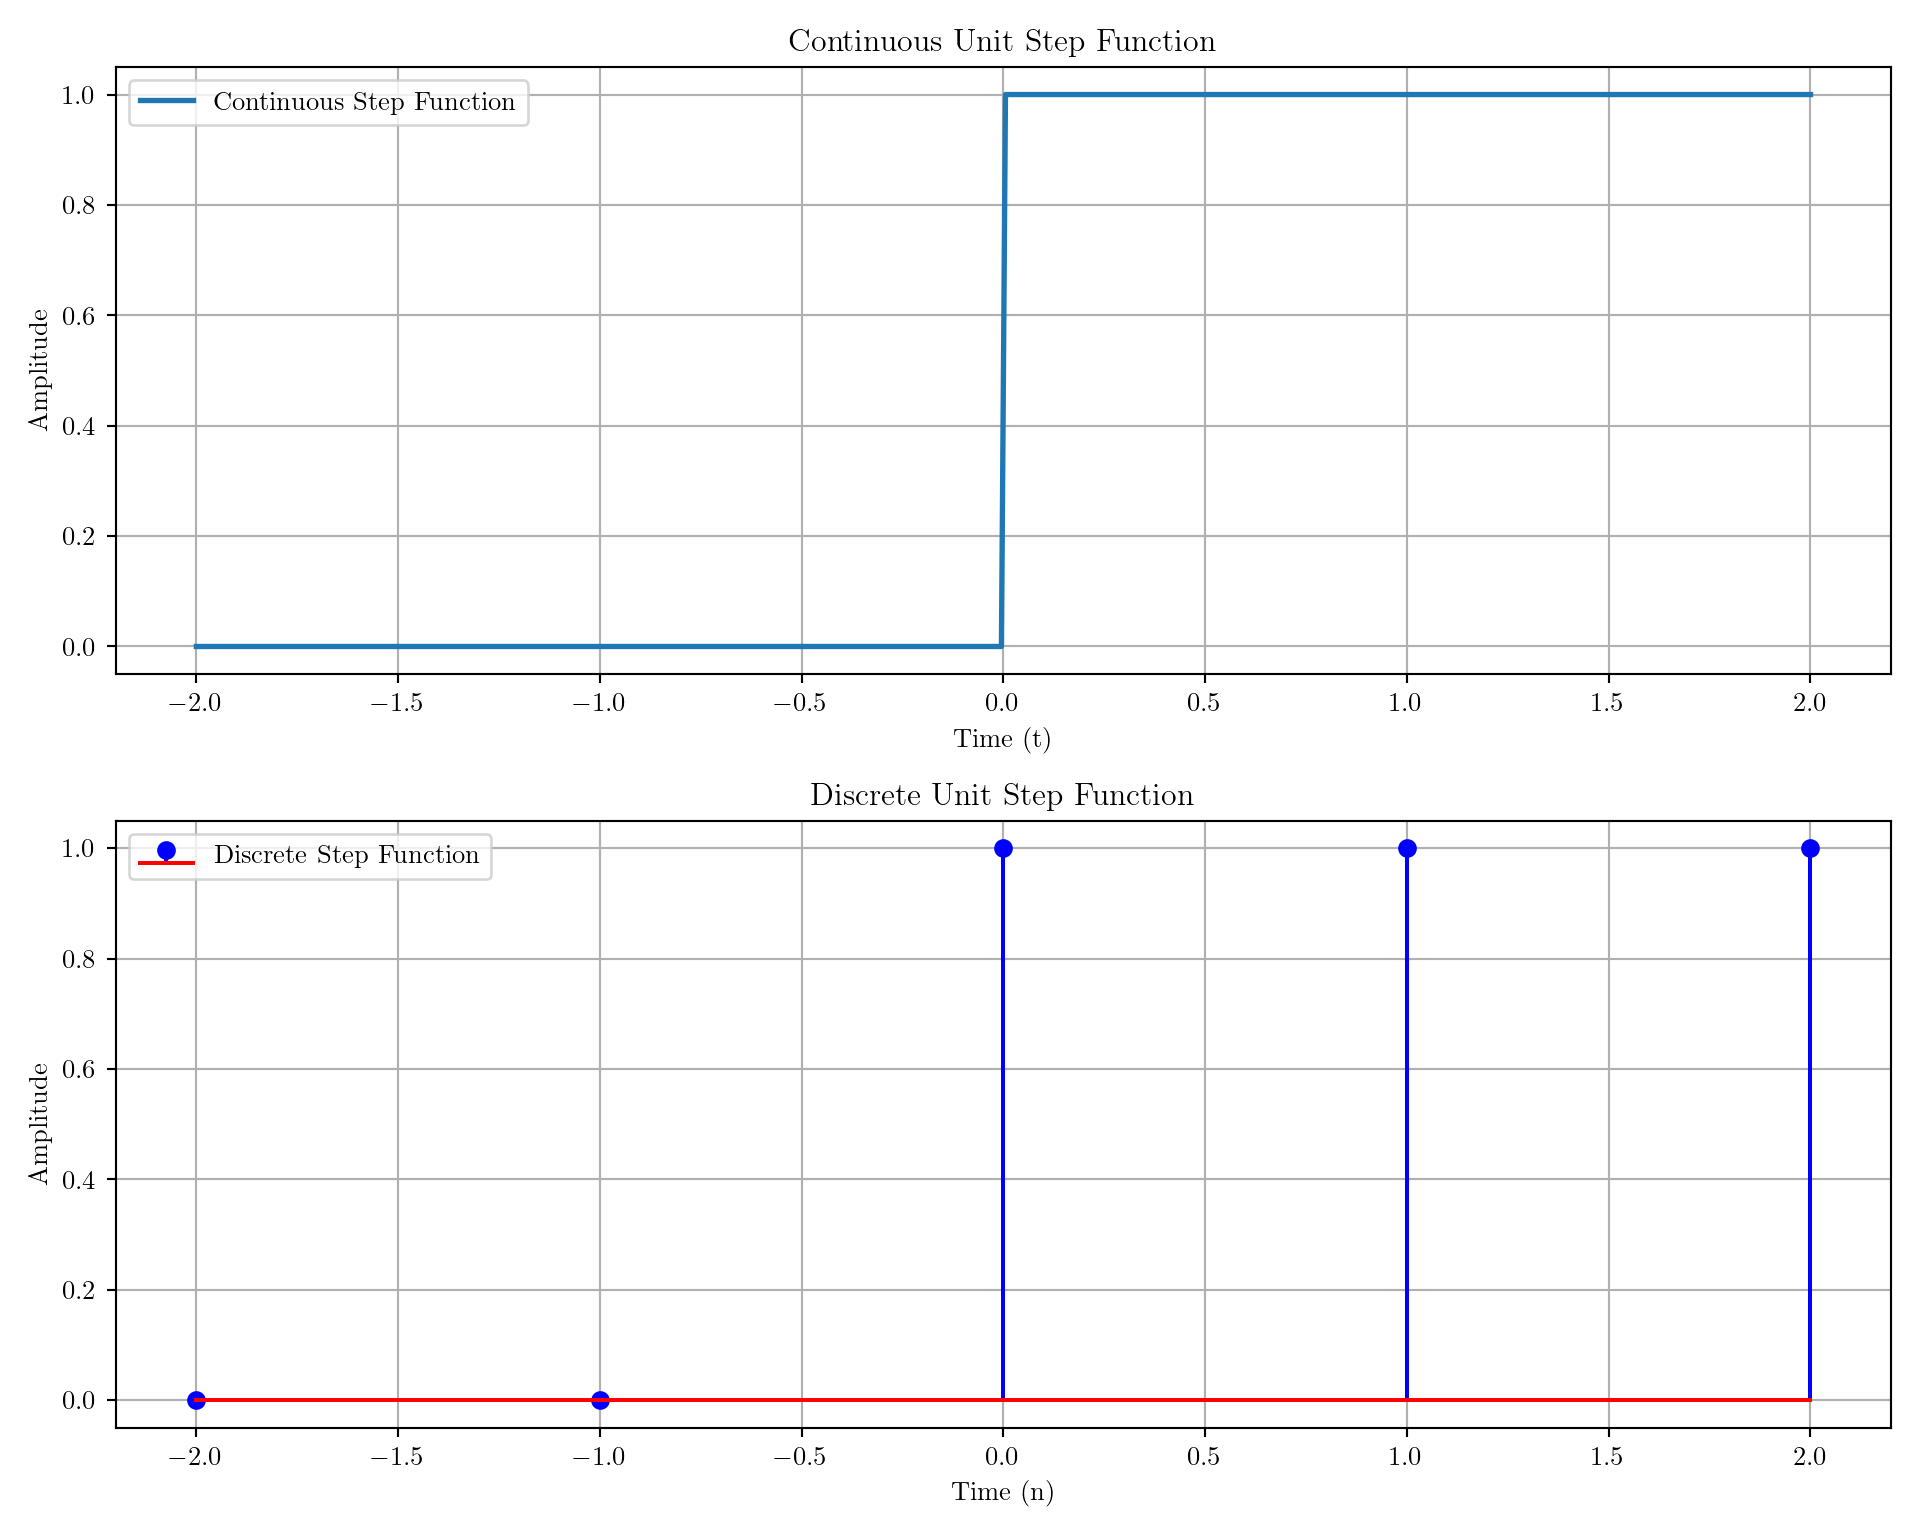 Continuous Unit Step Function
Continuous Step Function
1.0
0.8
0.6
0.4
0.2
0.0
Amplitude
−2.0 −1.5 −1.0 −0.5 0.0 0.5 1.0 1.5 2.0
Time (t)
Discrete Unit Step Function
Discrete Step Function
1.0
0.8
0.6
0.4
0.2
0.0
Amplitude
−2.0 −1.5 −1.0 −0.5 0.0 0.5 1.0 1.5 2.0
Time (n)